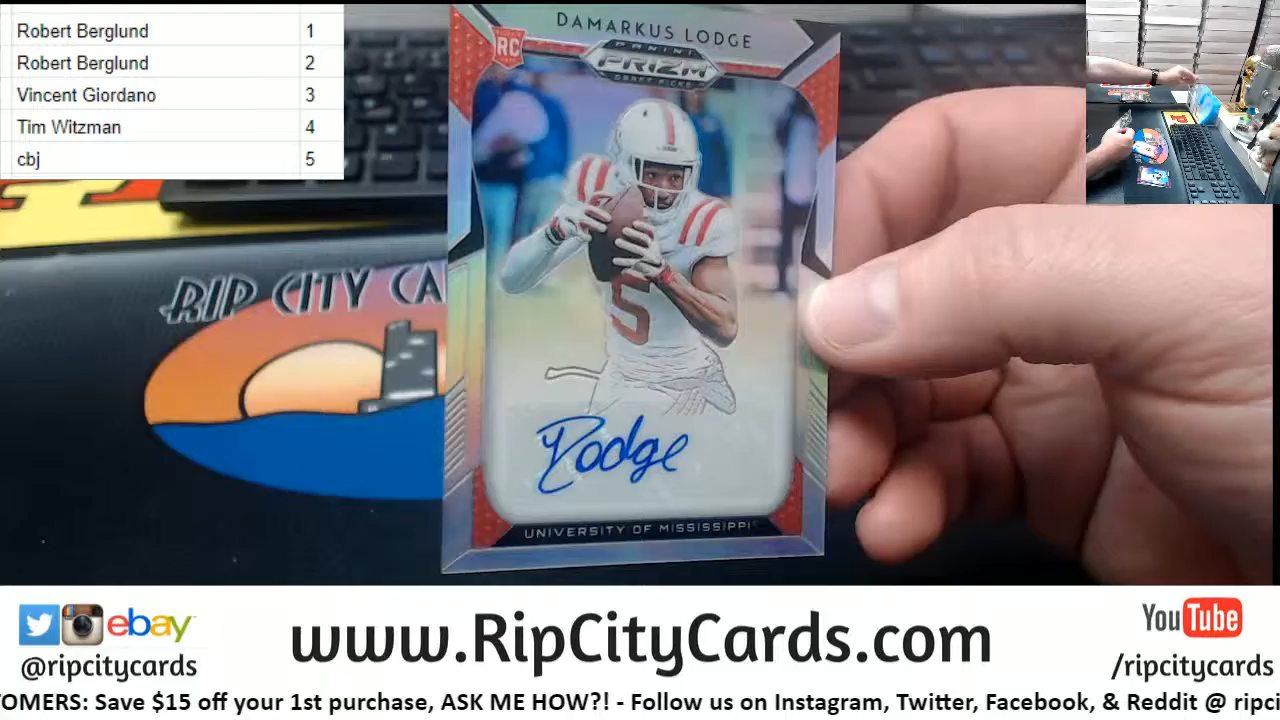 Robert Berglund 1
Robert Berglund 2
Vincent Giordano 3
Tim Witzman 4
cbj 5
DAMARKUS LODGE
RC
PANINI
PRIZM
DRAFT PICKS
RIP CITY CA
5
Lodge
UNIVERSITY OF MISSISSIPPI
ebay
@ripcitycards
www.RipCityCards.com
YouTube
/ripcitycards
TOMERS: Save $15 off your 1st purchase, ASK ME HOW?! - Follow us on Instagram, Twitter, Facebook, & Reddit @ ripci